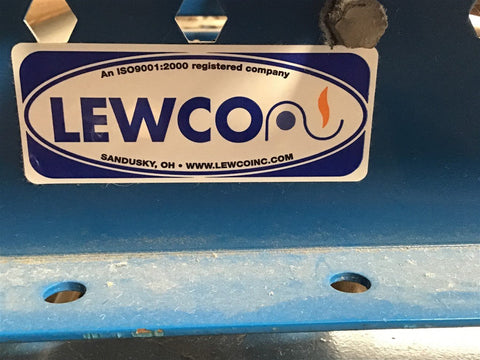 An ISO9001:2000 registered company
LEWCO
SANDUSKY, OH • WWW.LEWCOINC.COM